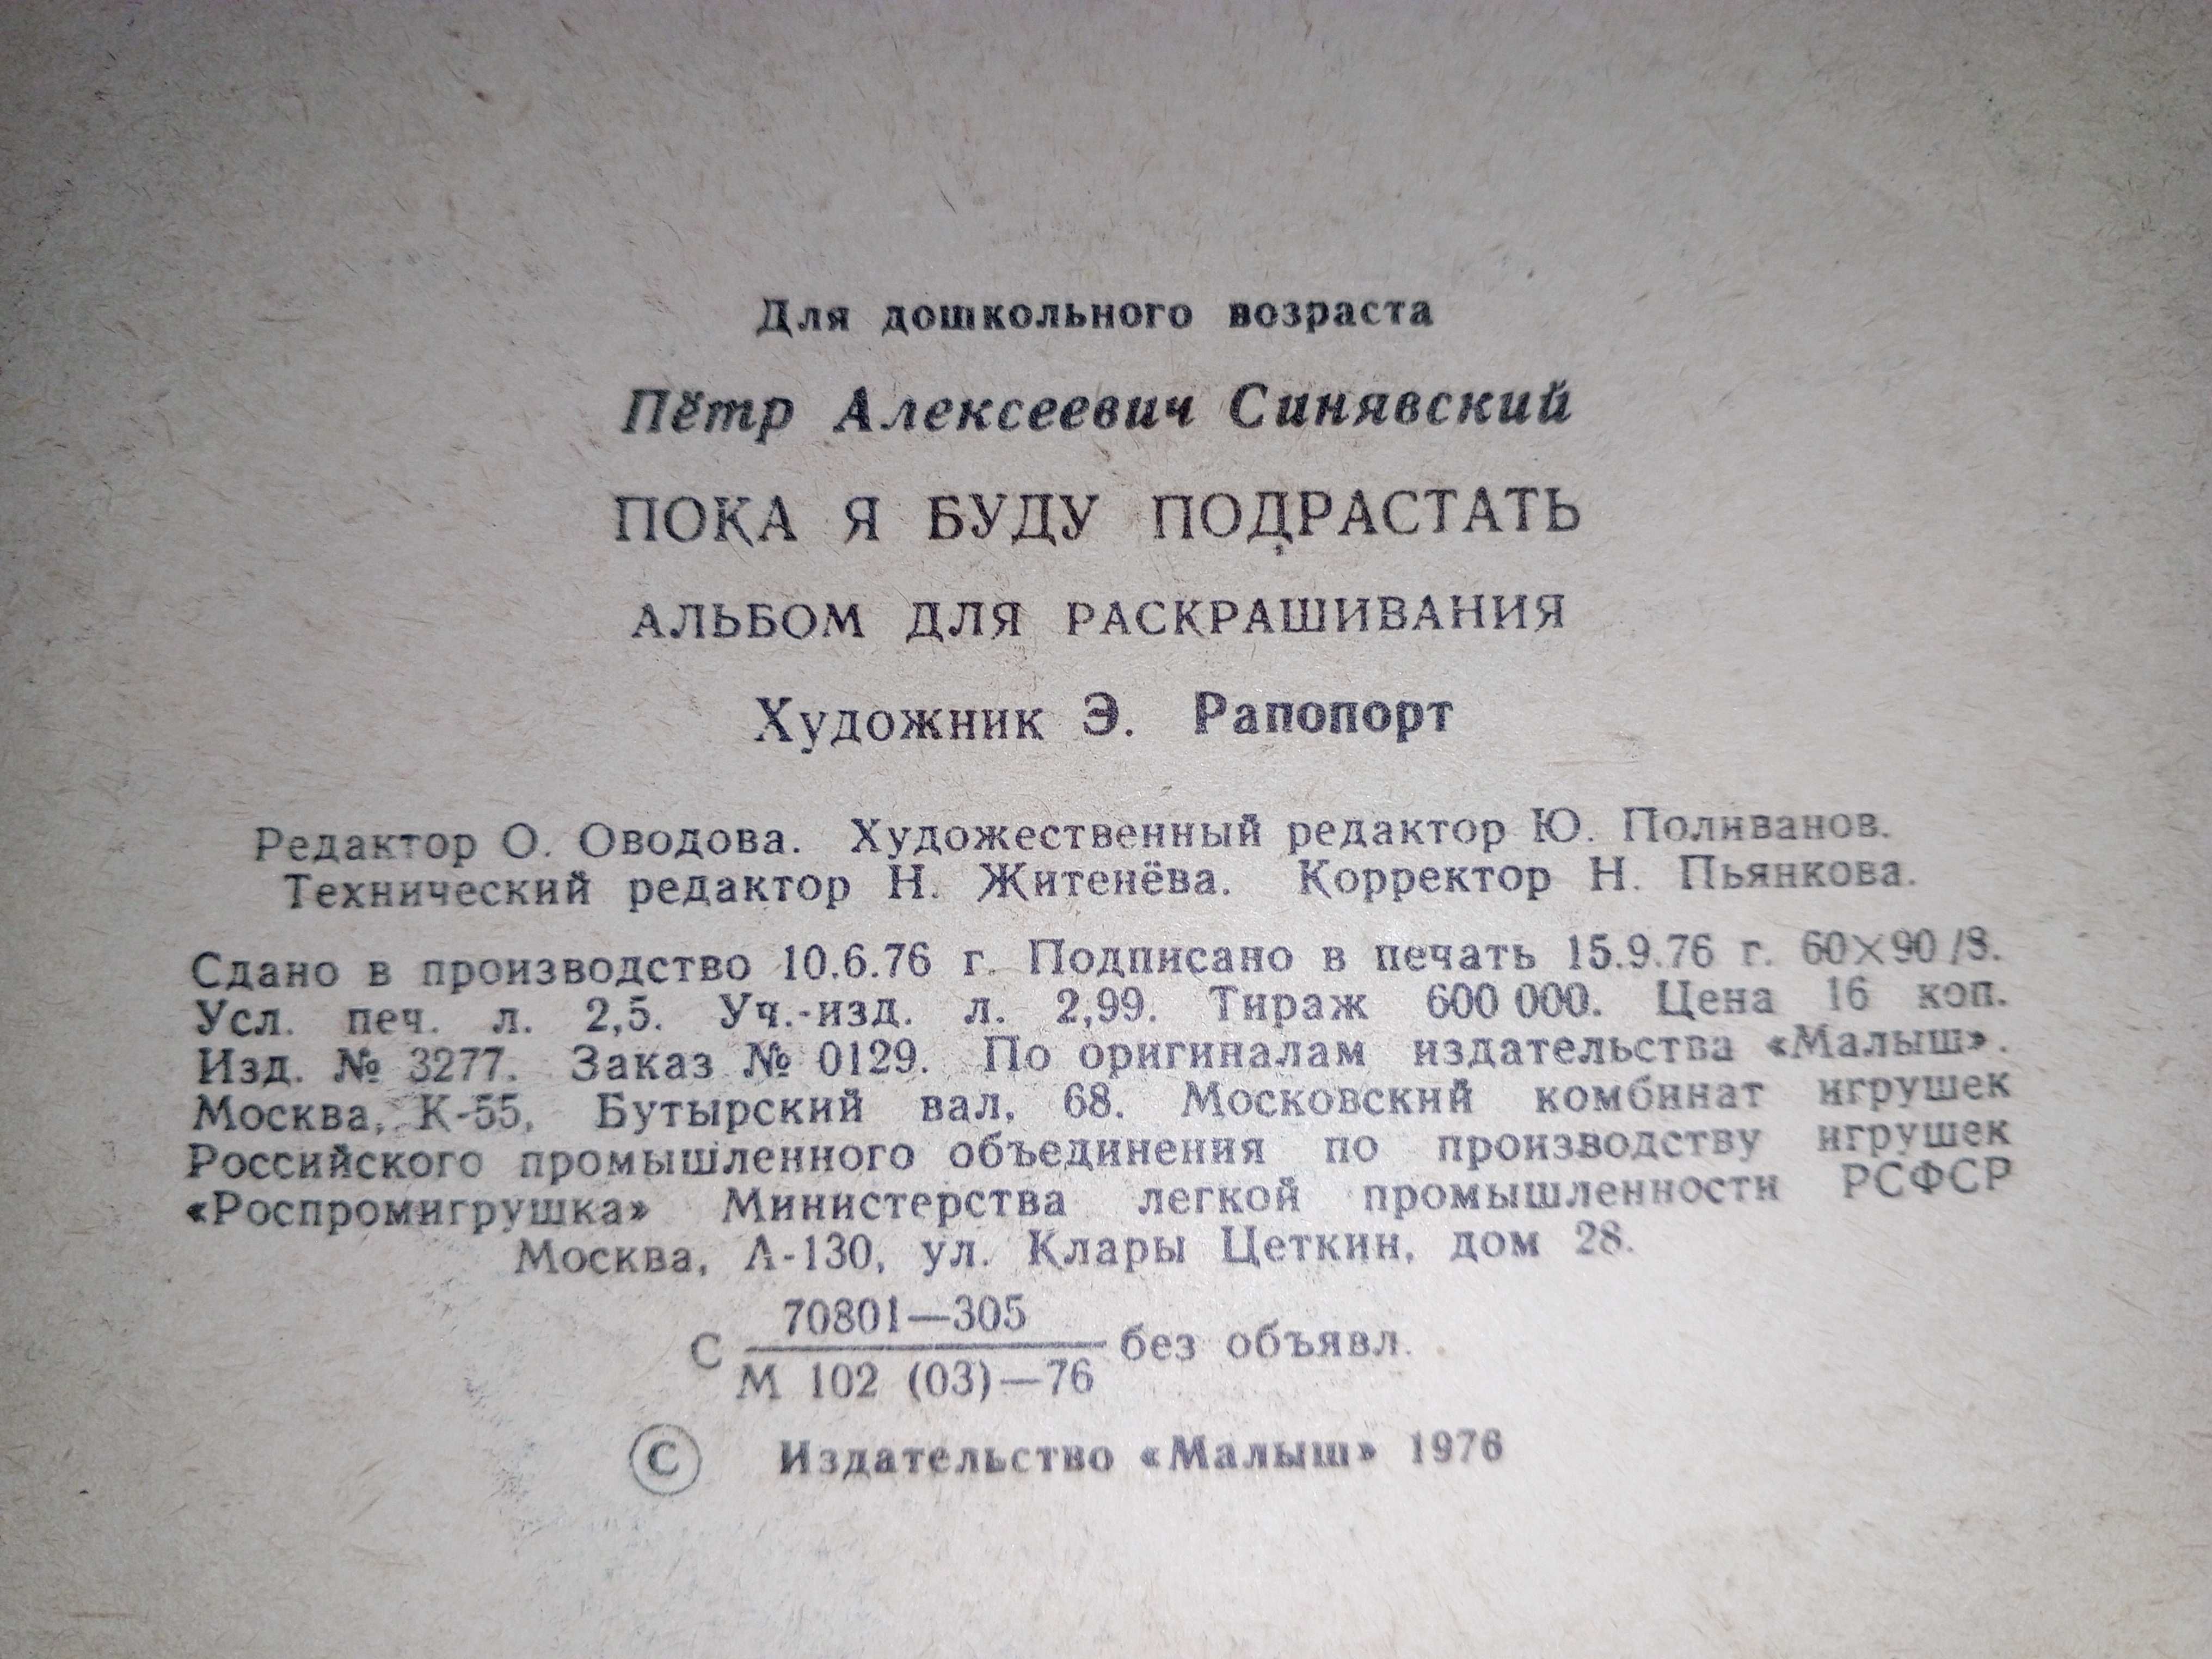 Для дошкольного возраста
Пётр Алексеевич Синявский
ПОКА Я БУДУ ПОДРАСТАТЬ
АЛЬБОМ ДЛЯ РАСКРАШИВАНИЯ
Художник Э. Рапопорт
Редактор О. Оводова. Художественный редактор Ю. Поливанов.
Технический редактор Н. Житенёва. Корректор Н. Пьянкова.
Сдано в производство 10.6.76 г. Подписано в печать 15.9.76 г. 60×90/8.
Усл. печ. л. 2,5. Уч.-изд. л. 2,99. Тираж 600 000. Цена 16 коп.
Изд. № 3277. Заказ № 0129. По оригиналам издательства «Малыш».
Москва, К-55, Бутырский вал, 68. Московский комбинат игрушек
Российского промышленного объединения по производству игрушек
«Роспромигрушка» Министерства легкой промышленности РСФСР
Москва, А-130, ул. Клары Цеткин, дом 28.
70801—305
С без объявл.
М 102 (03)—76
© Издательство «Малыш» 1976